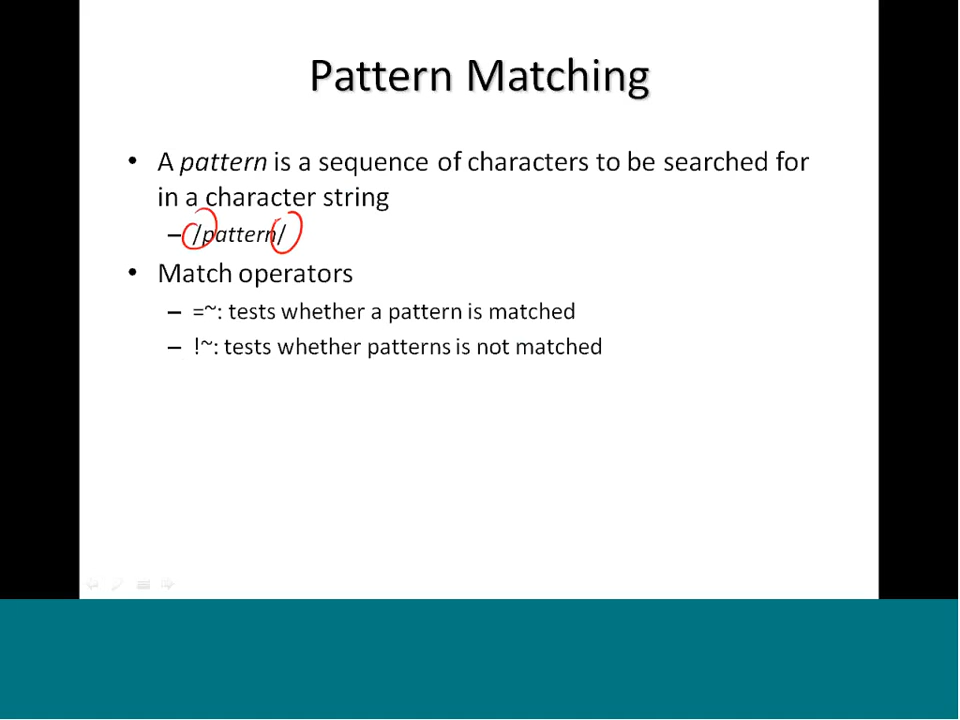 Pattern Matching
• A pattern is a sequence of characters to be searched for
in a character string
– /pattern/
• Match operators
– =~: tests whether a pattern is matched
– !~: tests whether patterns is not matched